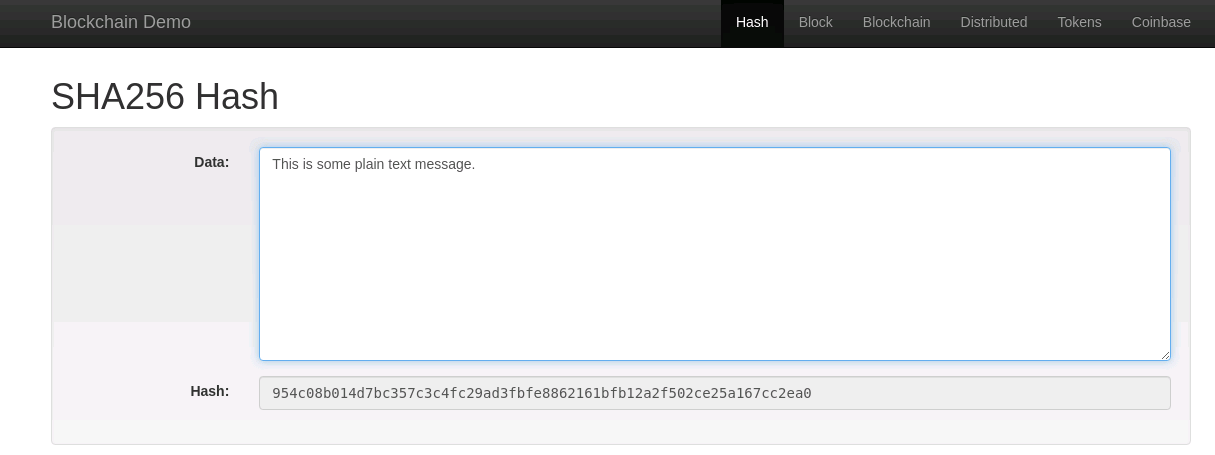 Blockchain Demo
Hash Block Blockchain Distributed Tokens Coinbase
SHA256 Hash
Data: This is some plain text message.
Hash: 954c08b014d7bc357c3c4fc29ad3fbfe8862161bfb12a2f502ce25a167cc2ea0